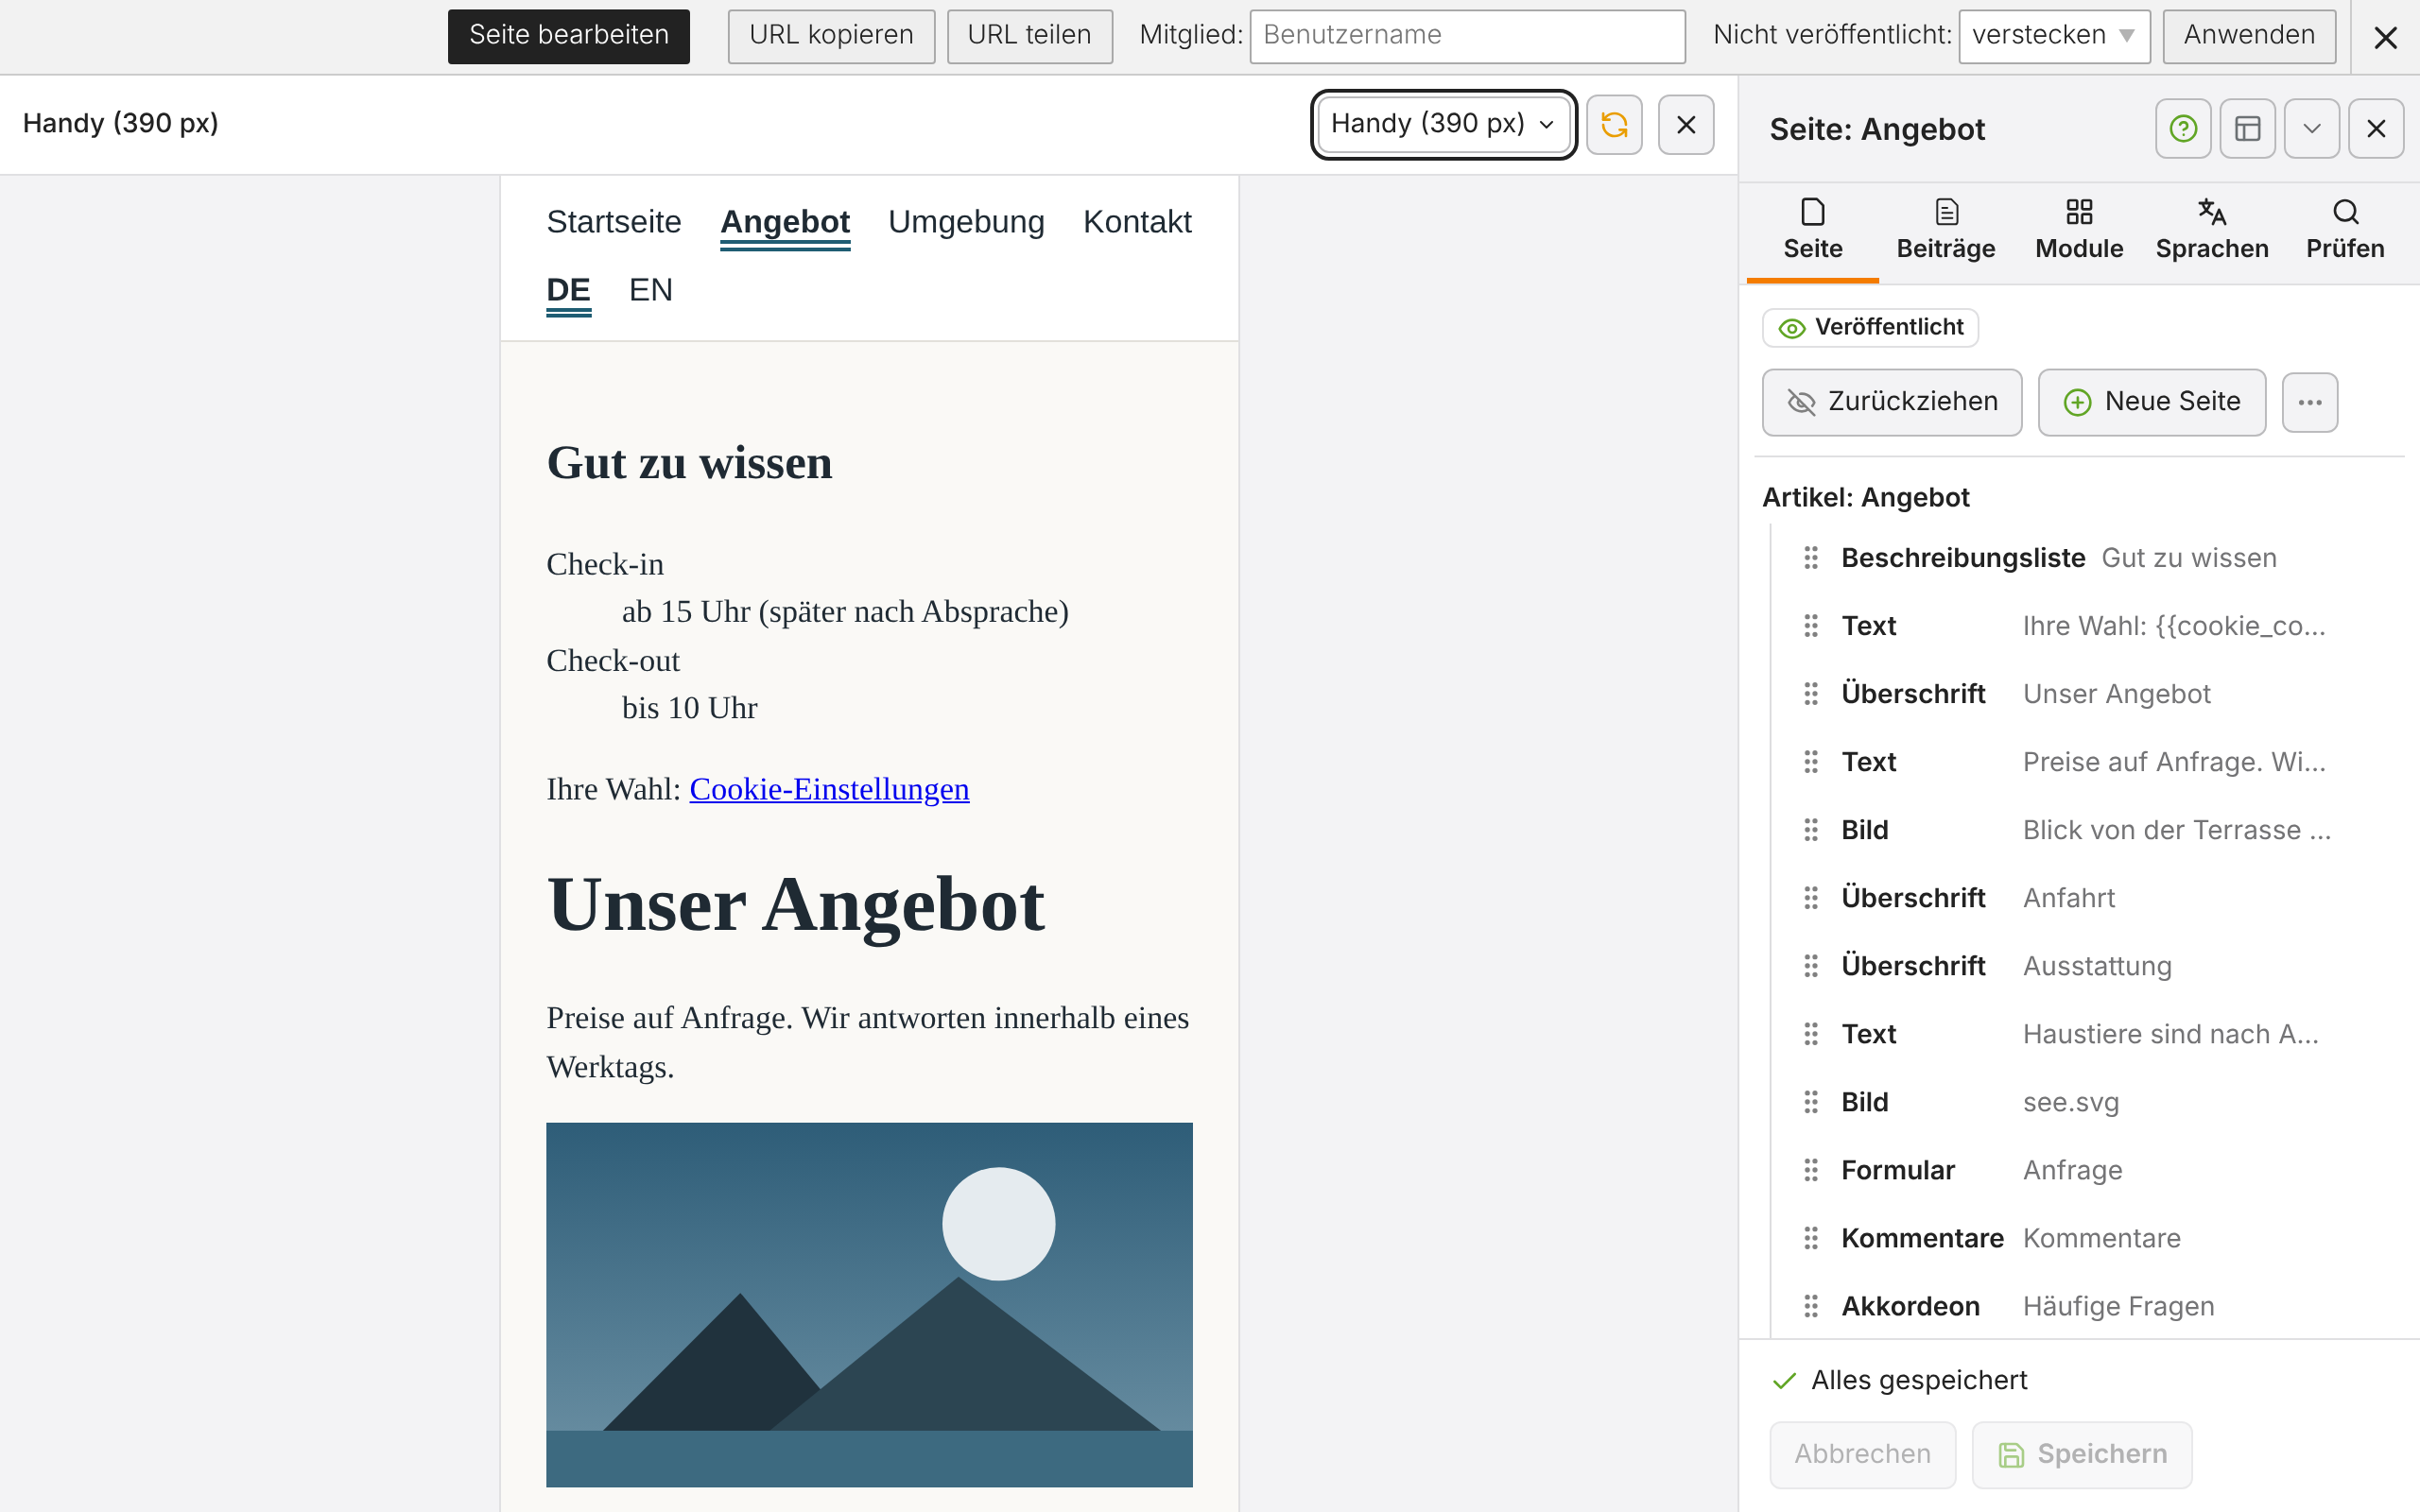 Seite bearbeiten URL kopieren URL teilen Mitglied: Benutzername Nicht veröffentlicht: verstecken Anwenden
Handy (390 px) Handy (390 px)
Startseite Angebot Umgebung Kontakt
DE EN
Gut zu wissen
Check-in
ab 15 Uhr (später nach Absprache)
Check-out
bis 10 Uhr
Ihre Wahl: Cookie-Einstellungen
Unser Angebot
Preise auf Anfrage. Wir antworten innerhalb eines
Werktags.
Seite: Angebot
Seite Beiträge Module Sprachen Prüfen
Veröffentlicht
Zurückziehen Neue Seite
Artikel: Angebot
Beschreibungsliste Gut zu wissen
Text Ihre Wahl: {{cookie_co...
Überschrift Unser Angebot
Text Preise auf Anfrage. Wi...
Bild Blick von der Terrasse ...
Überschrift Anfahrt
Überschrift Ausstattung
Text Haustiere sind nach A...
Bild see.svg
Formular Anfrage
Kommentare Kommentare
Akkordeon Häufige Fragen
Alles gespeichert
Abbrechen Speichern